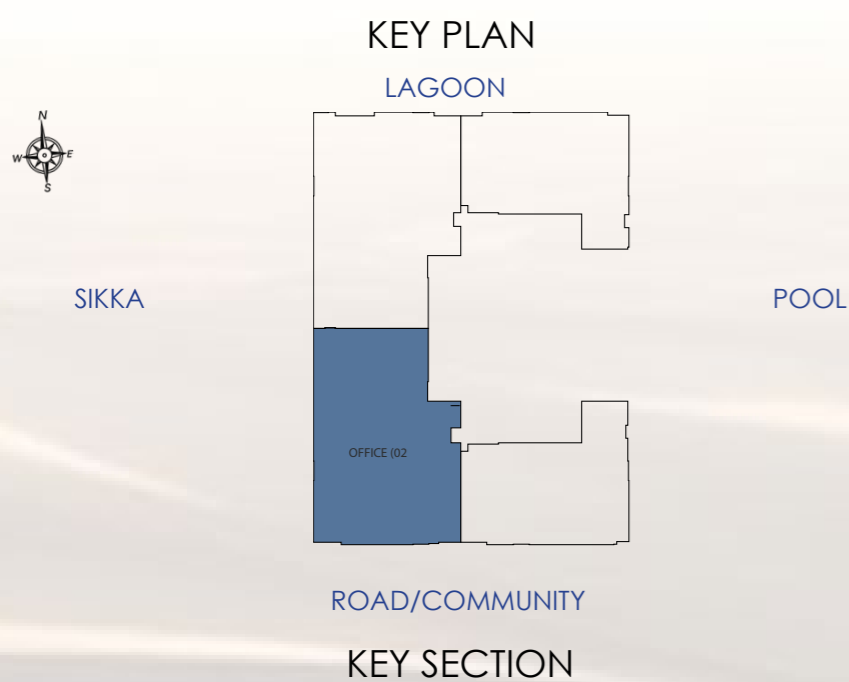 KEY PLAN
LAGOON
N
W E
S
SIKKA
POOL
OFFICE (02
ROAD/COMMUNITY
KEY SECTION